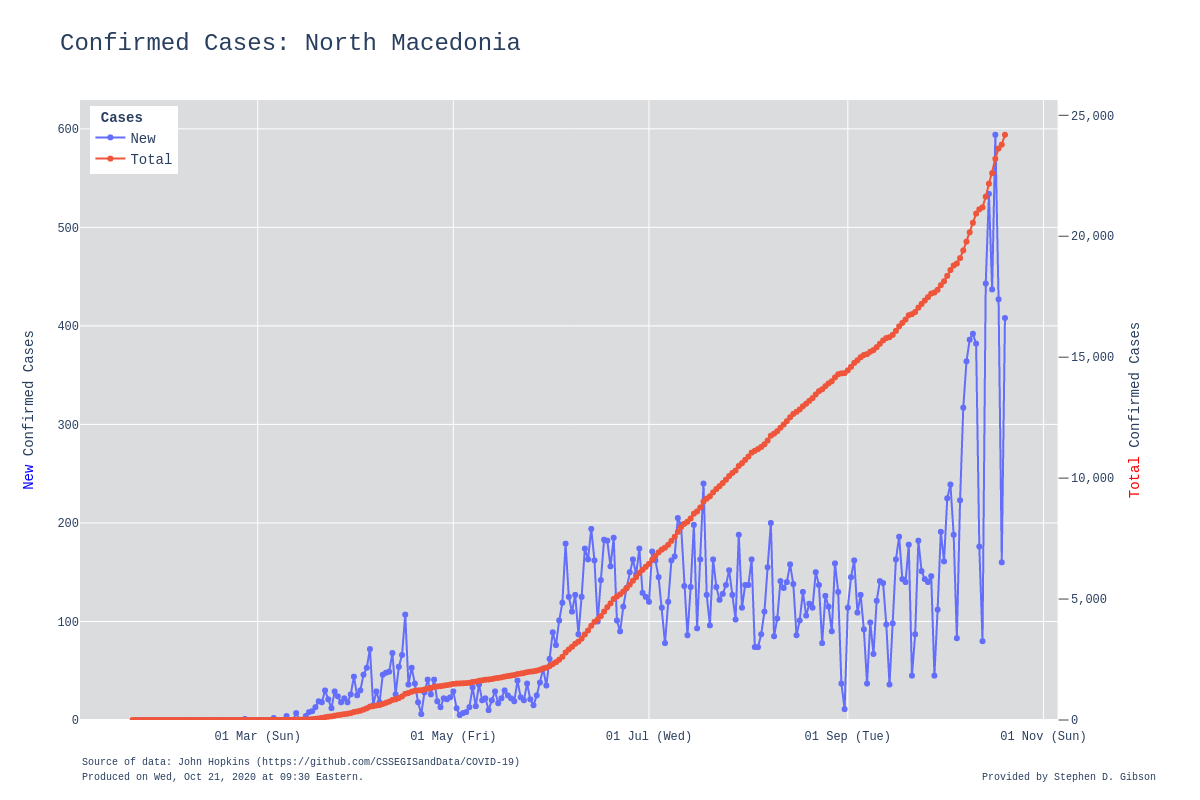 Confirmed Cases: North Macedonia
Cases
New
Total
600
500
400
300
200
100
0
25,000
20,000
15,000
10,000
5,000
0
New Confirmed Cases
Total Confirmed Cases
01 Mar (Sun)
01 May (Fri)
01 Jul (Wed)
01 Sep (Tue)
01 Nov (Sun)
Source of data: John Hopkins (https://github.com/CSSEGISandData/COVID-19)
Produced on Wed, Oct 21, 2020 at 09:30 Eastern.
Provided by Stephen D. Gibson